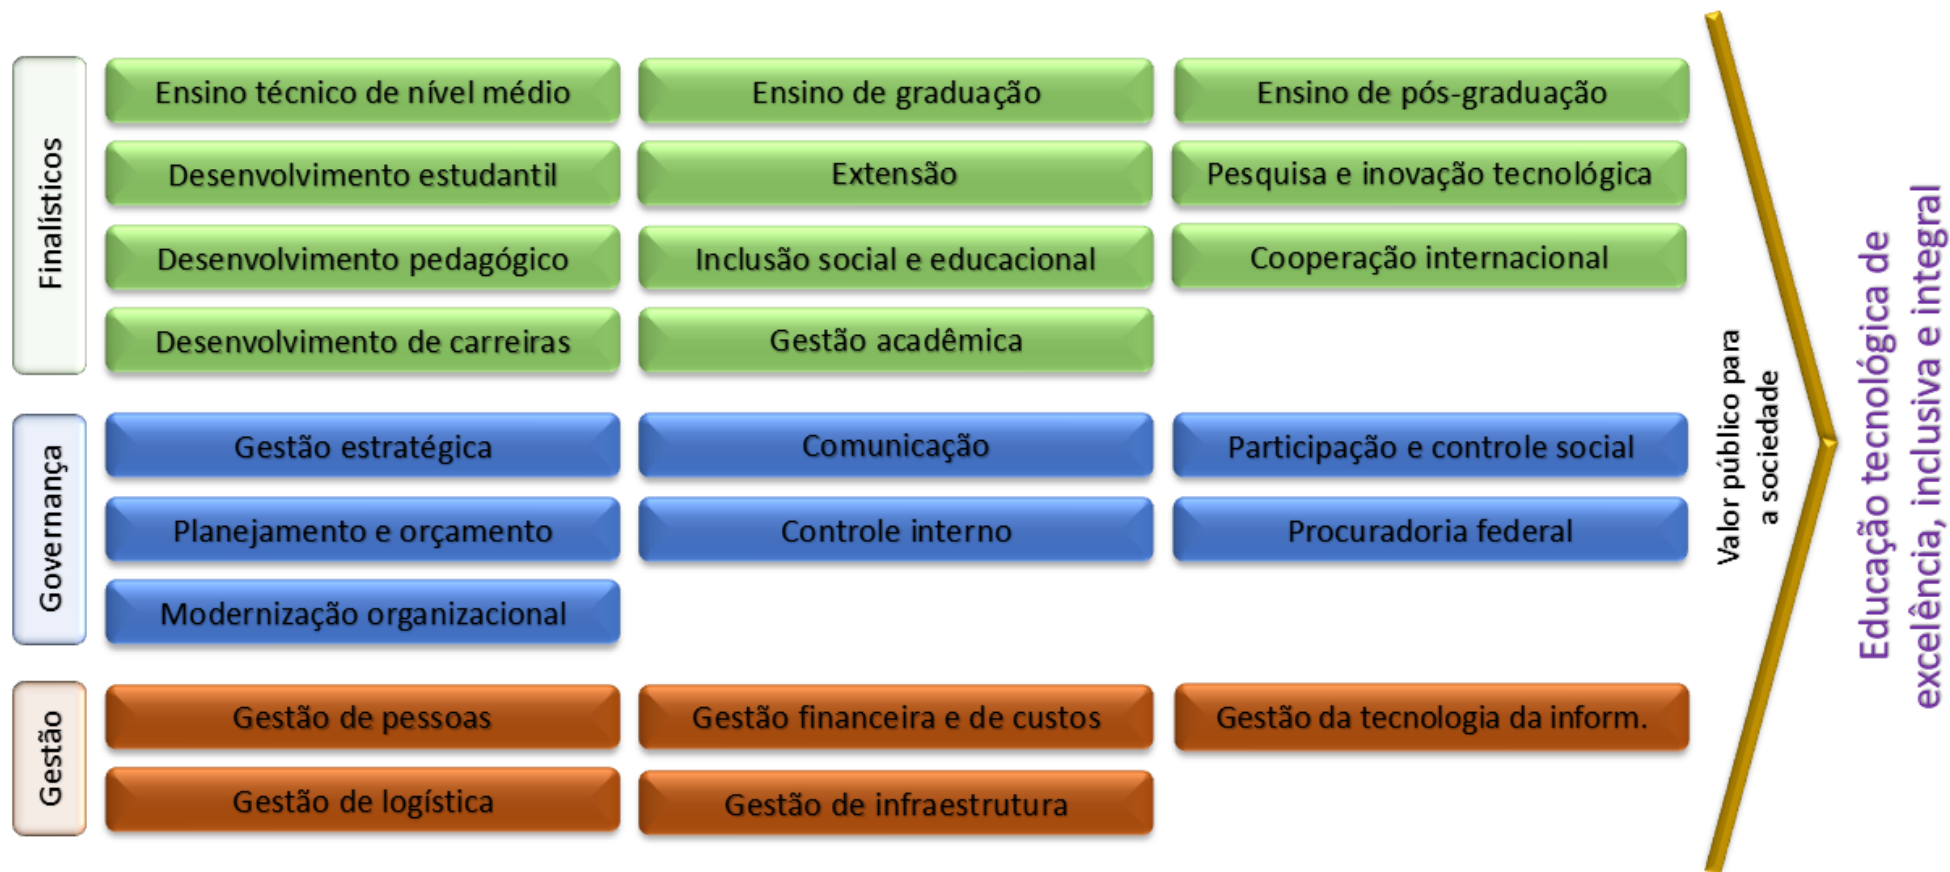 Finalísticos
Ensino técnico de nível médio
Ensino de graduação
Ensino de pós-graduação
Desenvolvimento estudantil
Extensão
Pesquisa e inovação tecnológica
Desenvolvimento pedagógico
Inclusão social e educacional
Cooperação internacional
Desenvolvimento de carreiras
Gestão acadêmica
Governança
Gestão estratégica
Comunicação
Participação e controle social
Planejamento e orçamento
Controle interno
Procuradoria federal
Modernização organizacional
Gestão
Gestão de pessoas
Gestão financeira e de custos
Gestão da tecnologia da inform.
Gestão de logística
Gestão de infraestrutura
Valor público para
a sociedade
Educação tecnológica de
excelência, inclusiva e integral